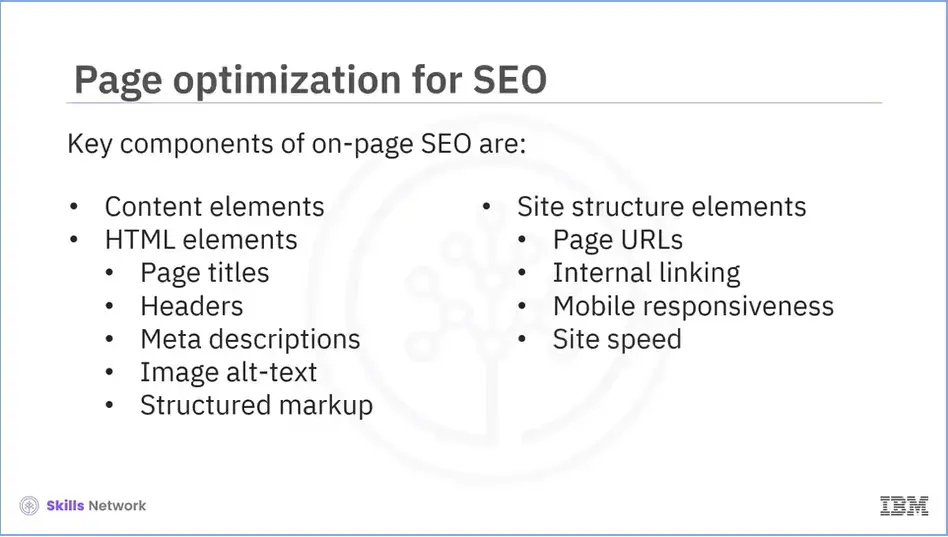 Page optimization for SEO
Key components of on-page SEO are:
• Content elements
• HTML elements
• Page titles
• Headers
• Meta descriptions
• Image alt-text
• Structured markup
• Site structure elements
• Page URLs
• Internal linking
• Mobile responsiveness
• Site speed
Skills Network
IBM